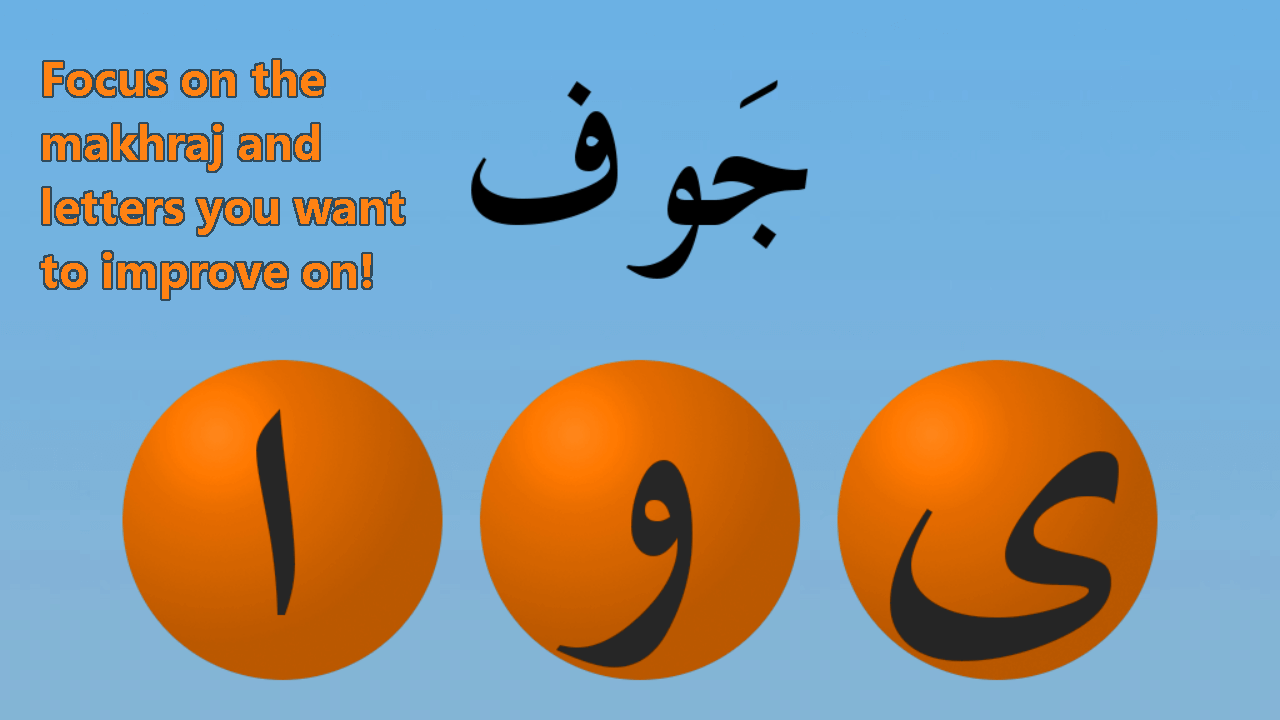 Focus on the
makhraj and
letters you want
to improve on!
جَوف
ا
و
ى